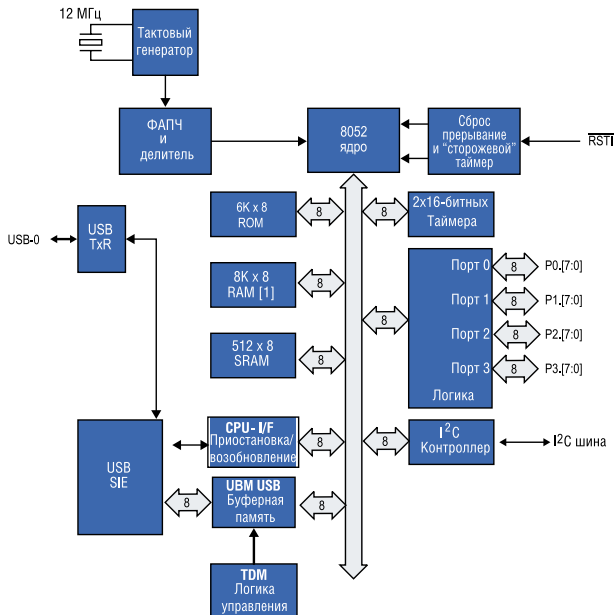 12 МГц
Тактовый
генератор
ФАПЧ
и
делитель
8052
ядро
Сброс
прерывание
и "сторожевой"
таймер
RSTI
6K x 8
ROM
8
8
2x16-битных
Таймера
USB-0
USB
TxR
8K x 8
RAM [1]
8
8
Порт 0
8
P0.[7:0]
Порт 1
8
P1.[7:0]
Порт 2
8
P2.[7:0]
Порт 3
8
P3.[7:0]
Логика
512 x 8
SRAM
8
USB
SIE
CPU- I/F
Приостановка/
возобновление
8
8
I2C
Контроллер
I2C шина
8
UBM USB
Буферная
память
8
TDM
Логика
управления